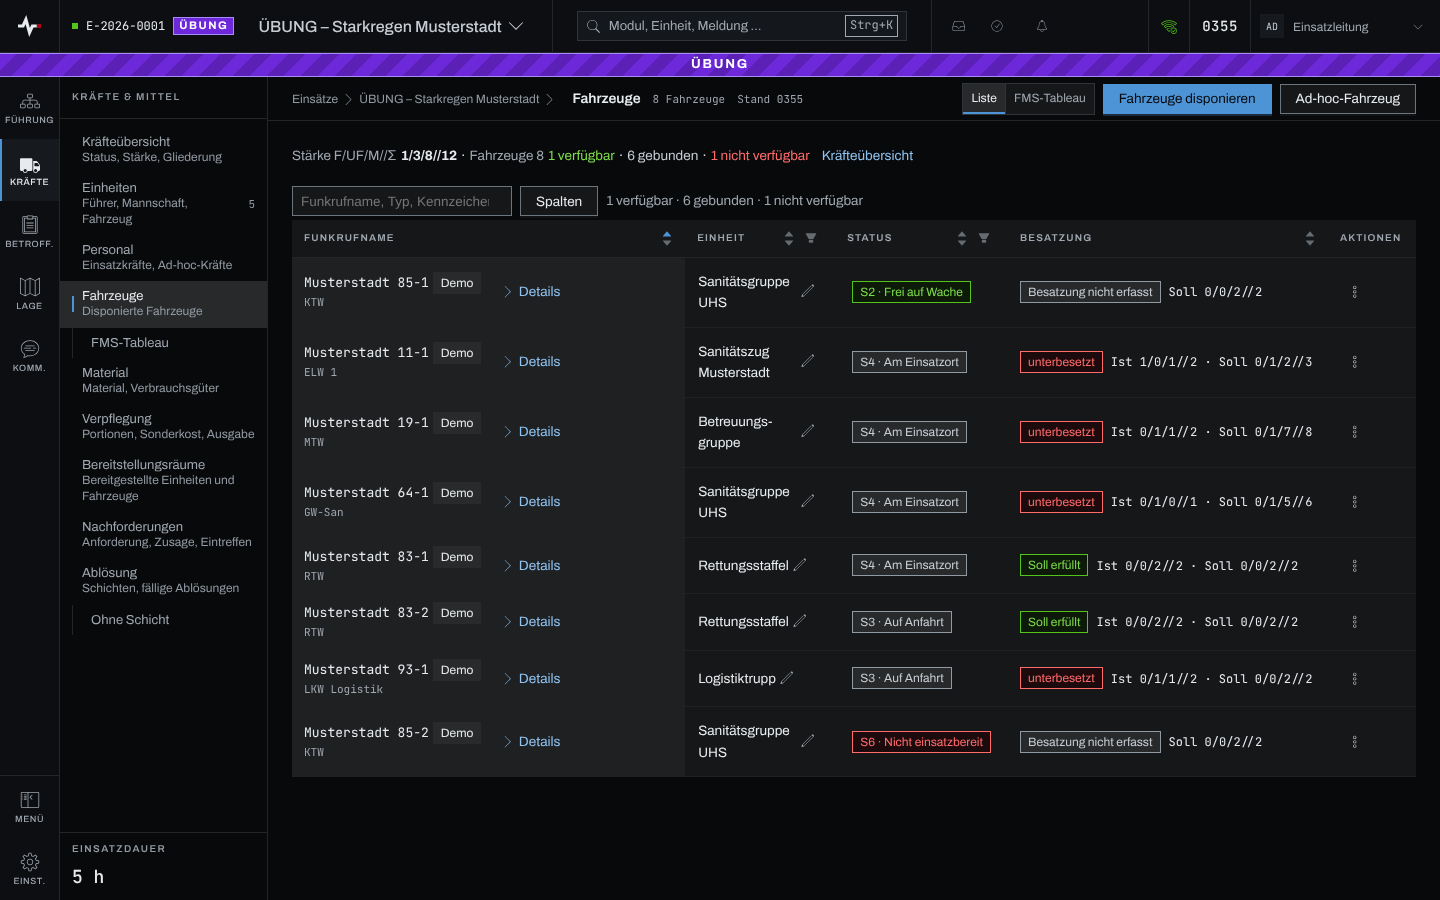 E-2026-0001 ÜBUNG ÜBUNG – Starkregen Musterstadt Modul, Einheit, Meldung ... Strg+K 0355 AD Einsatzleitung
ÜBUNG
FÜHRUNG
KRÄFTE
BETROFF.
LAGE
KOMM.
MENÜ
EINST.
KRÄFTE & MITTEL
Kräfteübersicht
Status, Stärke, Gliederung
Einheiten
Führer, Mannschaft,
Fahrzeug
5
Personal
Einsatzkräfte, Ad-hoc-Kräfte
Fahrzeuge
Disponierte Fahrzeuge
FMS-Tableau
Material
Material, Verbrauchsgüter
Verpflegung
Portionen, Sonderkost, Ausgabe
Bereitstellungsräume
Bereitgestellte Einheiten und
Fahrzeuge
Nachforderungen
Anforderung, Zusage, Eintreffen
Ablösung
Schichten, fällige Ablösungen
Ohne Schicht
EINSATZDAUER
5 h
Einsätze ÜBUNG – Starkregen Musterstadt Fahrzeuge 8 Fahrzeuge Stand 0355 Liste FMS-Tableau Fahrzeuge disponieren Ad-hoc-Fahrzeug
Stärke F/UF/M//Σ 1/3/8//12 · Fahrzeuge 8 1 verfügbar · 6 gebunden · 1 nicht verfügbar Kräfteübersicht
Funkrufname, Typ, Kennzeichen Spalten 1 verfügbar · 6 gebunden · 1 nicht verfügbar
FUNKRUFNAME EINHEIT STATUS BESATZUNG AKTIONEN
Musterstadt 85-1 Demo
KTW
Details
Sanitätsgruppe
UHS
S2 · Frei auf Wache
Besatzung nicht erfasst Soll 0/0/2//2
Musterstadt 11-1 Demo
ELW 1
Details
Sanitätszug
Musterstadt
S4 · Am Einsatzort
unterbesetzt Ist 1/0/1//2 · Soll 0/1/2//3
Musterstadt 19-1 Demo
MTW
Details
Betreuungs-
gruppe
S4 · Am Einsatzort
unterbesetzt Ist 0/1/1//2 · Soll 0/1/7//8
Musterstadt 64-1 Demo
GW-San
Details
Sanitätsgruppe
UHS
S4 · Am Einsatzort
unterbesetzt Ist 0/1/0//1 · Soll 0/1/5//6
Musterstadt 83-1 Demo
RTW
Details
Rettungsstaffel
S4 · Am Einsatzort
Soll erfüllt Ist 0/0/2//2 · Soll 0/0/2//2
Musterstadt 83-2 Demo
RTW
Details
Rettungsstaffel
S3 · Auf Anfahrt
Soll erfüllt Ist 0/0/2//2 · Soll 0/0/2//2
Musterstadt 93-1 Demo
LKW Logistik
Details
Logistiktrupp
S3 · Auf Anfahrt
unterbesetzt Ist 0/1/1//2 · Soll 0/0/2//2
Musterstadt 85-2 Demo
KTW
Details
Sanitätsgruppe
UHS
S6 · Nicht einsatzbereit
Besatzung nicht erfasst Soll 0/0/2//2